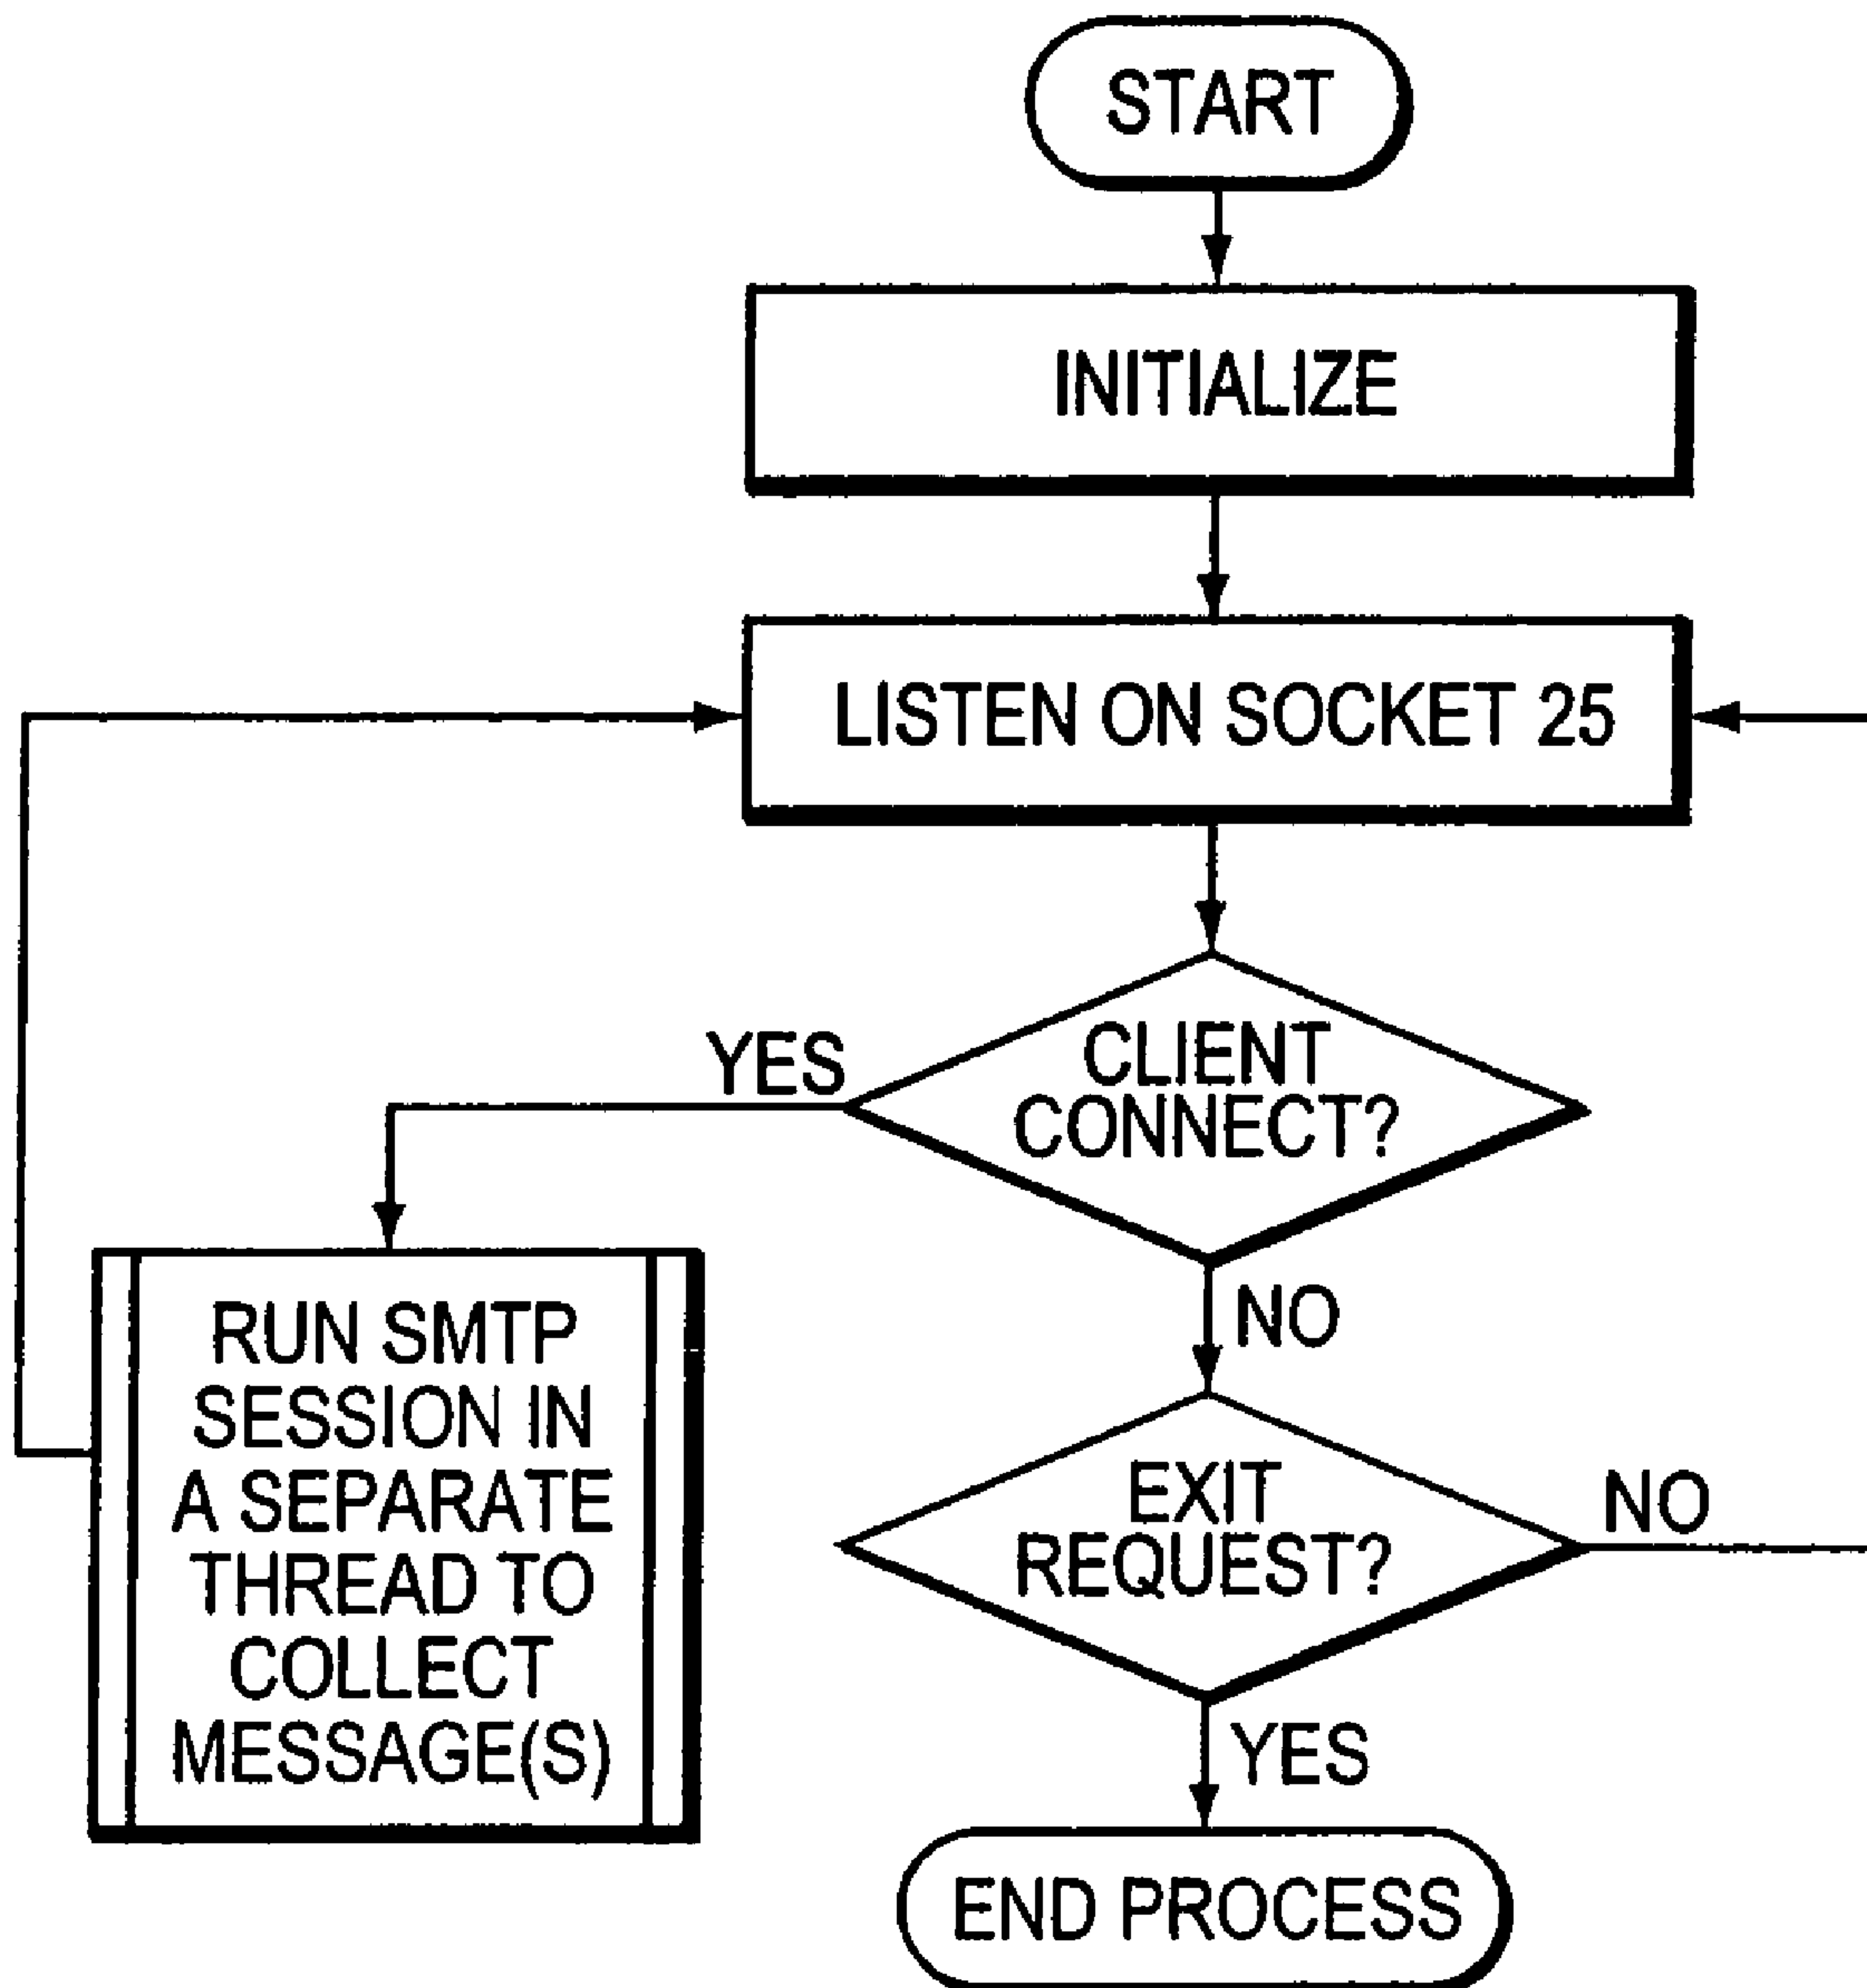 START
INITIALIZE
LISTEN ON SOCKET 25
YES
CLIENT
CONNECT?
NO
RUN SMTP
SESSION IN
A SEPARATE
THREAD TO
COLLECT
MESSAGE(S)
EXIT
REQUEST?
NO
YES
END PROCESS